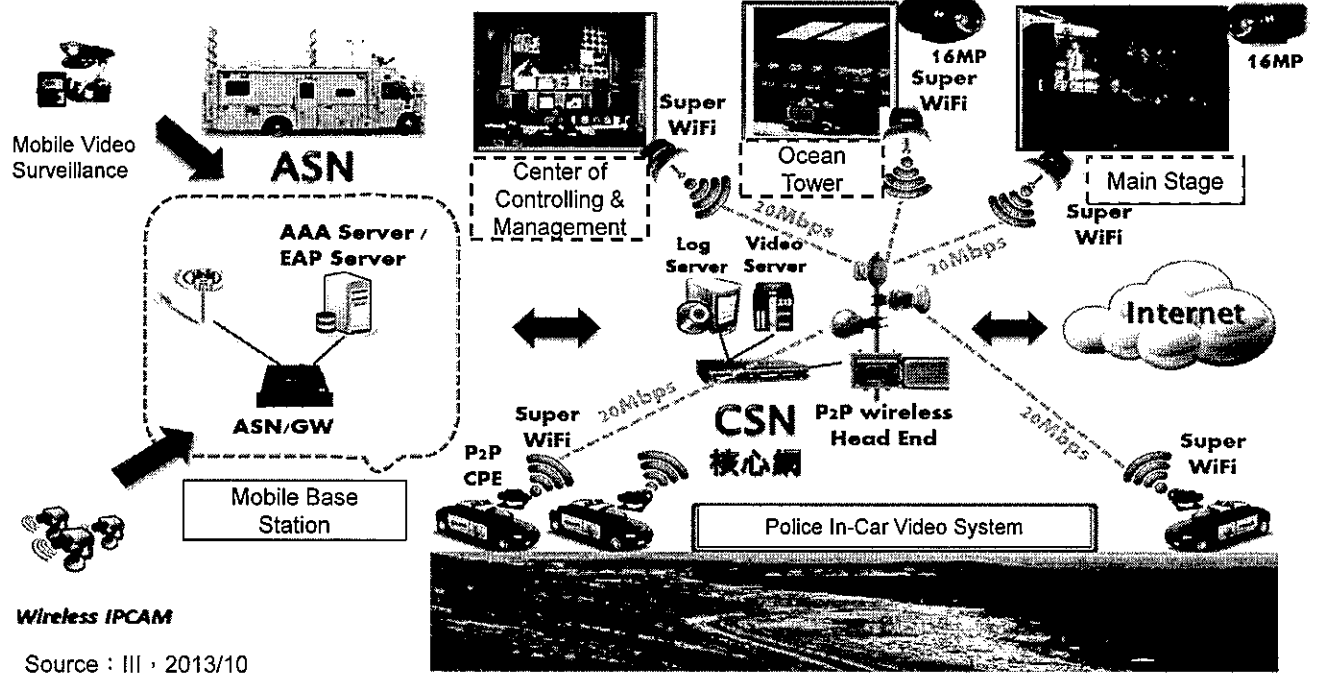 Mobile Video
Surveillance
ASN
AAA Server /
EAP Server
ASN/GW
Mobile Base
Station
Wireless IPCAM
Source：III，2013/10
Super
WiFi
Center of
Controlling &
Management
16MP
Super
WiFi
Ocean
Tower
16MP
Main Stage
Super
WiFi
20Mbps
20Mbps
Log
Server
Video
Server
Internet
CSN
核心網
P2P wireless
Head End
20Mbps
20Mbps
Super
WiFi
P2P
CPE
Super
WiFi
Police In-Car Video System